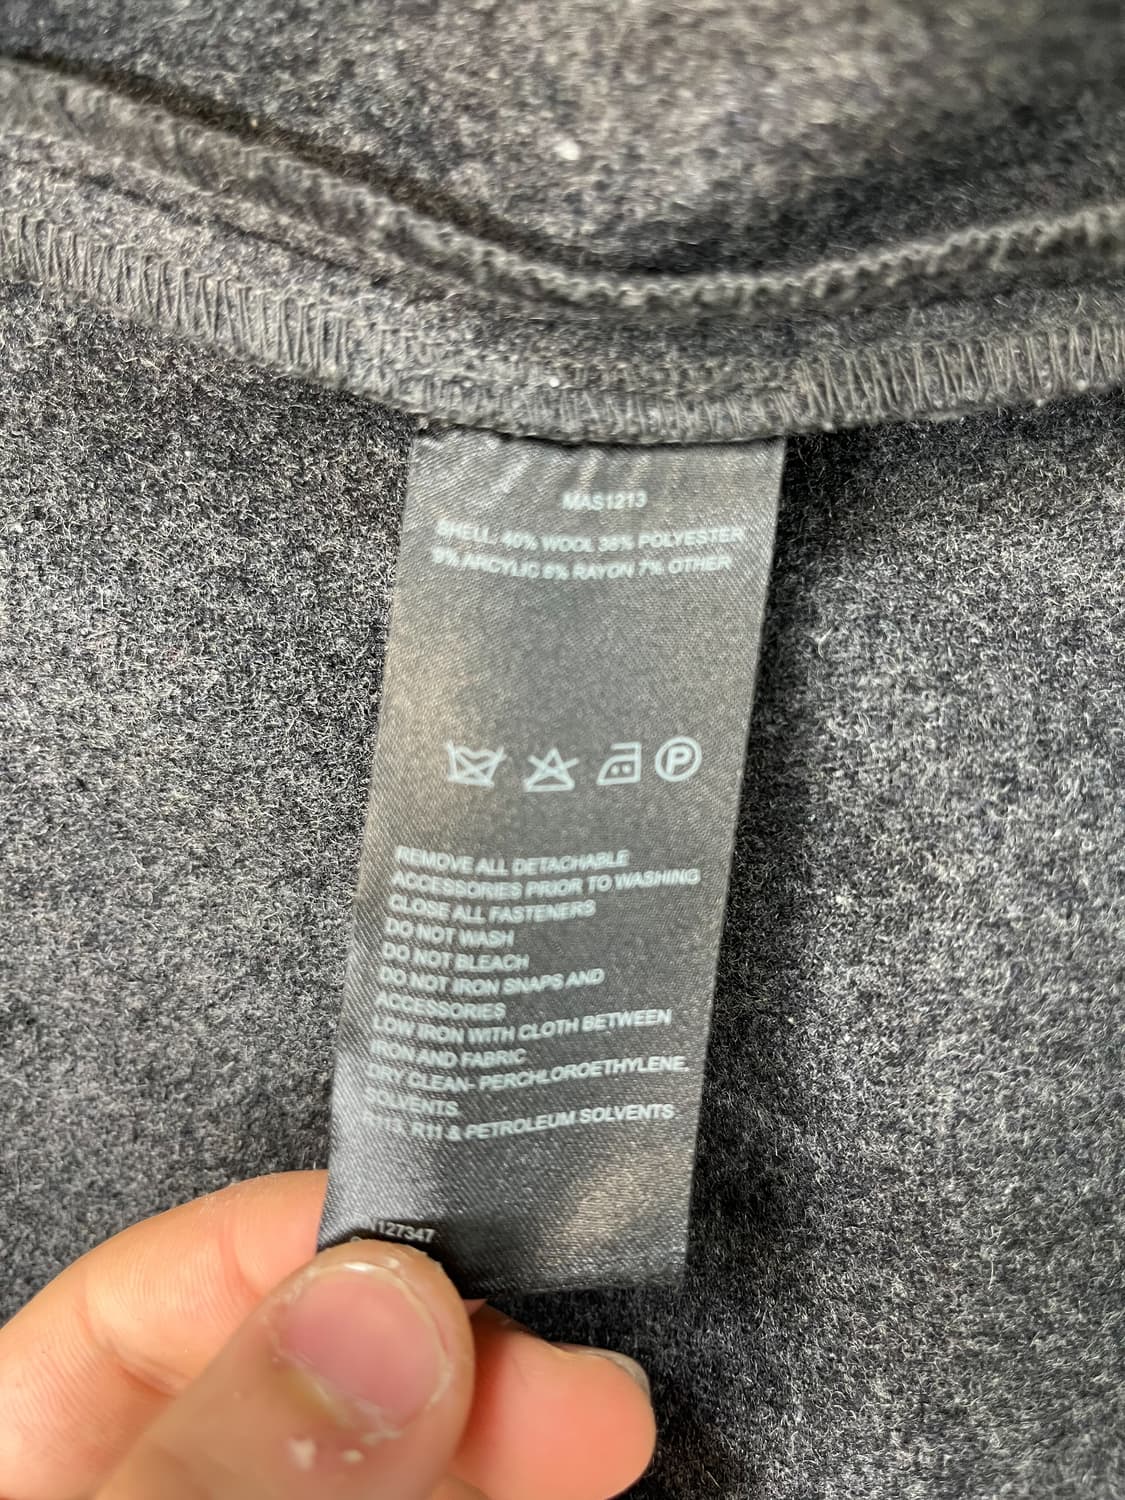 MAS1213
SHELL: 40% WOOL 38% POLYESTER
9% ARCYLIC 6% RAYON 7% OTHER
P
REMOVE ALL DETACHABLE
ACCESSORIES PRIOR TO WASHING
CLOSE ALL FASTENERS
DO NOT WASH
DO NOT BLEACH
DO NOT IRON SNAPS AND
ACCESSORIES
LOW IRON WITH CLOTH BETWEEN
IRON AND FABRIC
DRY CLEAN- PERCHLOROETHYLENE,
SOLVENTS
R113, R11 & PETROLEUM SOLVENTS.
127347